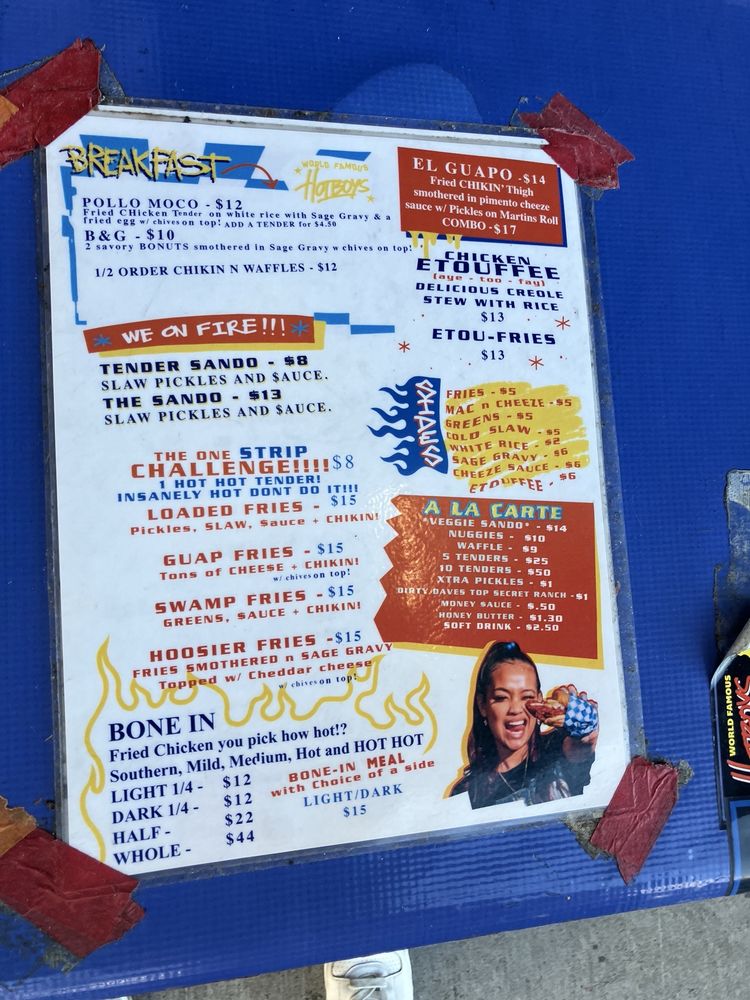 BREAKFAST
WORLD FAMOUS
HOTBOYS
POLLO MOCO - $12
Fried CHicken Tender on white rice with Sage Gravy & a
fried egg w/ chives on top! ADD A TENDER for $4.50
B&G - $10
2 savory BONUTS smothered in Sage Gravy w chives on top!
1/2 ORDER CHIKIN N WAFFLES - $12
EL GUAPO - $14
Fried CHIKIN' Thigh
smothered in pimento cheeze
sauce w/ Pickles on Martins Roll
COMBO - $17
CHICKEN
ETOUFFEE
(aye - too - fay)
DELICIOUS CREOLE
STEW WITH RICE
$13
ETOU-FRIES
$13
* WE ON FIRE!!! *
TENDER SANDO - $8
SLAW PICKLES AND $AUCE.
THE SANDO - $13
SLAW PICKLES AND $AUCE.
SIDES
FRIES - $5
MAC n CHEEZE - $5
GREENS - $5
COLD SLAW - $5
WHITE RICE - $2
SAGE GRAVY - $6
CHEEZE SAUCE - $6
ETOUFFEE - $6
THE ONE STRIP
CHALLENGE!!!! $8
1 HOT HOT TENDER!
INSANELY HOT DONT DO IT!!!
LOADED FRIES - $15
Pickles, SLAW, $auce + CHIKIN!
GUAP FRIES - $15
Tons of CHEESE + CHIKIN!
w/ chives on top!
SWAMP FRIES - $15
GREENS, $AUCE + CHIKIN!
HOOSIER FRIES - $15
FRIES SMOTHERED n SAGE GRAVY
Topped w/ Cheddar cheese
w/ chives on top!
A LA CARTE
*VEGGIE SANDO* - $14
NUGGIES - $10
WAFFLE - $9
5 TENDERS - $25
10 TENDERS - $50
XTRA PICKLES - $1
DIRTY DAVES TOP SECRET RANCH - $1
MONEY $AUCE - $.50
HONEY BUTTER - $1.30
SOFT DRINK - $2.50
BONE IN
Fried Chicken you pick how hot!?
Southern, Mild, Medium, Hot and HOT HOT
LIGHT 1/4 - $12
DARK 1/4 - $12
HALF - $22
WHOLE - $44
BONE-IN MEAL
with Choice of a side
LIGHT/DARK
$15
WORLD FAMOUS